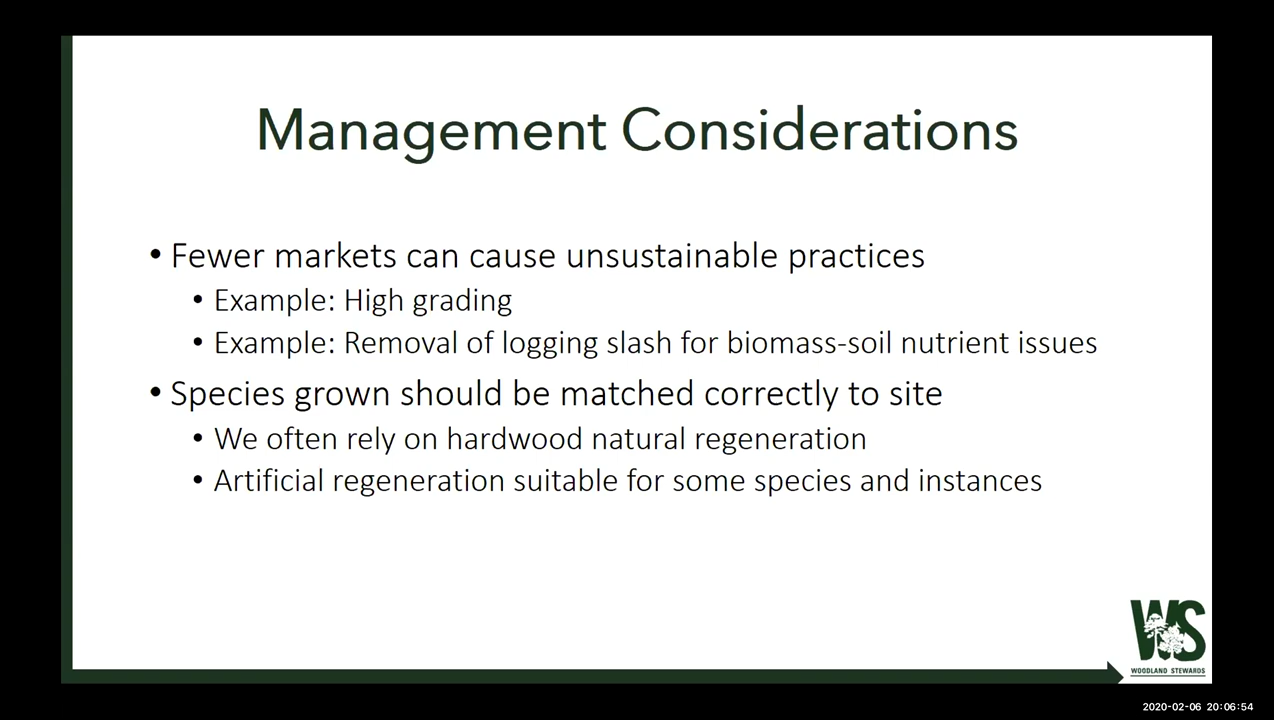 Management Considerations
• Fewer markets can cause unsustainable practices
• Example: High grading
• Example: Removal of logging slash for biomass-soil nutrient issues
• Species grown should be matched correctly to site
• We often rely on hardwood natural regeneration
• Artificial regeneration suitable for some species and instances
WS
WOODLAND STEWARDS
2020-02-06 20:06:54